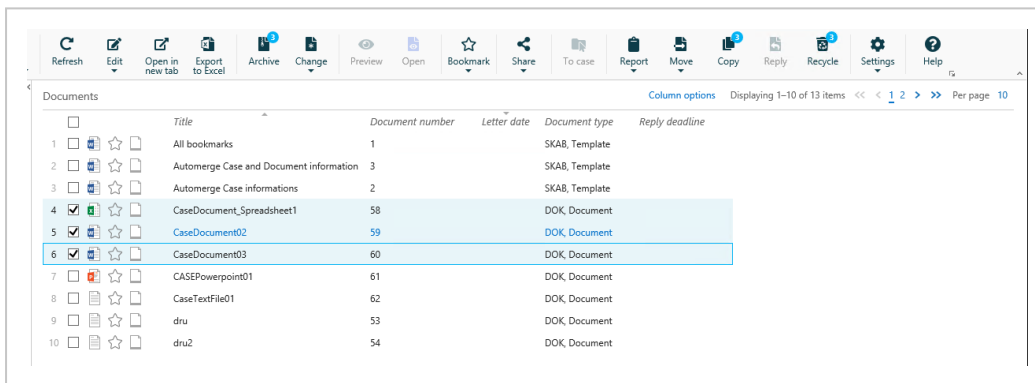 Refresh Edit Open in new tab Export to Excel Archive 3 Change Preview Open Bookmark Share To case Report Move Copy 3 Reply Recycle 3 Settings Help
Documents Column options Displaying 1–10 of 13 items << < 1 2 > >> Per page 10
Title Document number Letter date Document type Reply deadline
1 All bookmarks 1 SKAB, Template
2 Automerge Case and Document information 3 SKAB, Template
3 Automerge Case informations 2 SKAB, Template
4 CaseDocument_Spreadsheet1 58 DOK, Document
5 CaseDocument02 59 DOK, Document
6 CaseDocument03 60 DOK, Document
7 CASEPowerpoint01 61 DOK, Document
8 CaseTextFile01 62 DOK, Document
9 dru 53 DOK, Document
10 dru2 54 DOK, Document